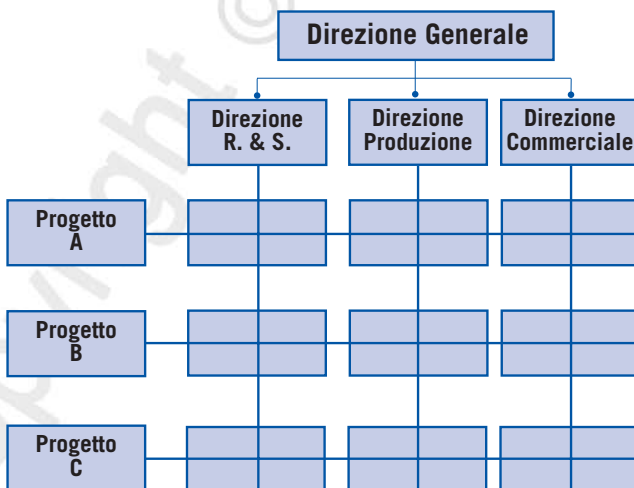 Direzione Generale
Direzione
R. & S.
Direzione
Produzione
Direzione
Commerciale
Progetto
A
Progetto
B
Progetto
C